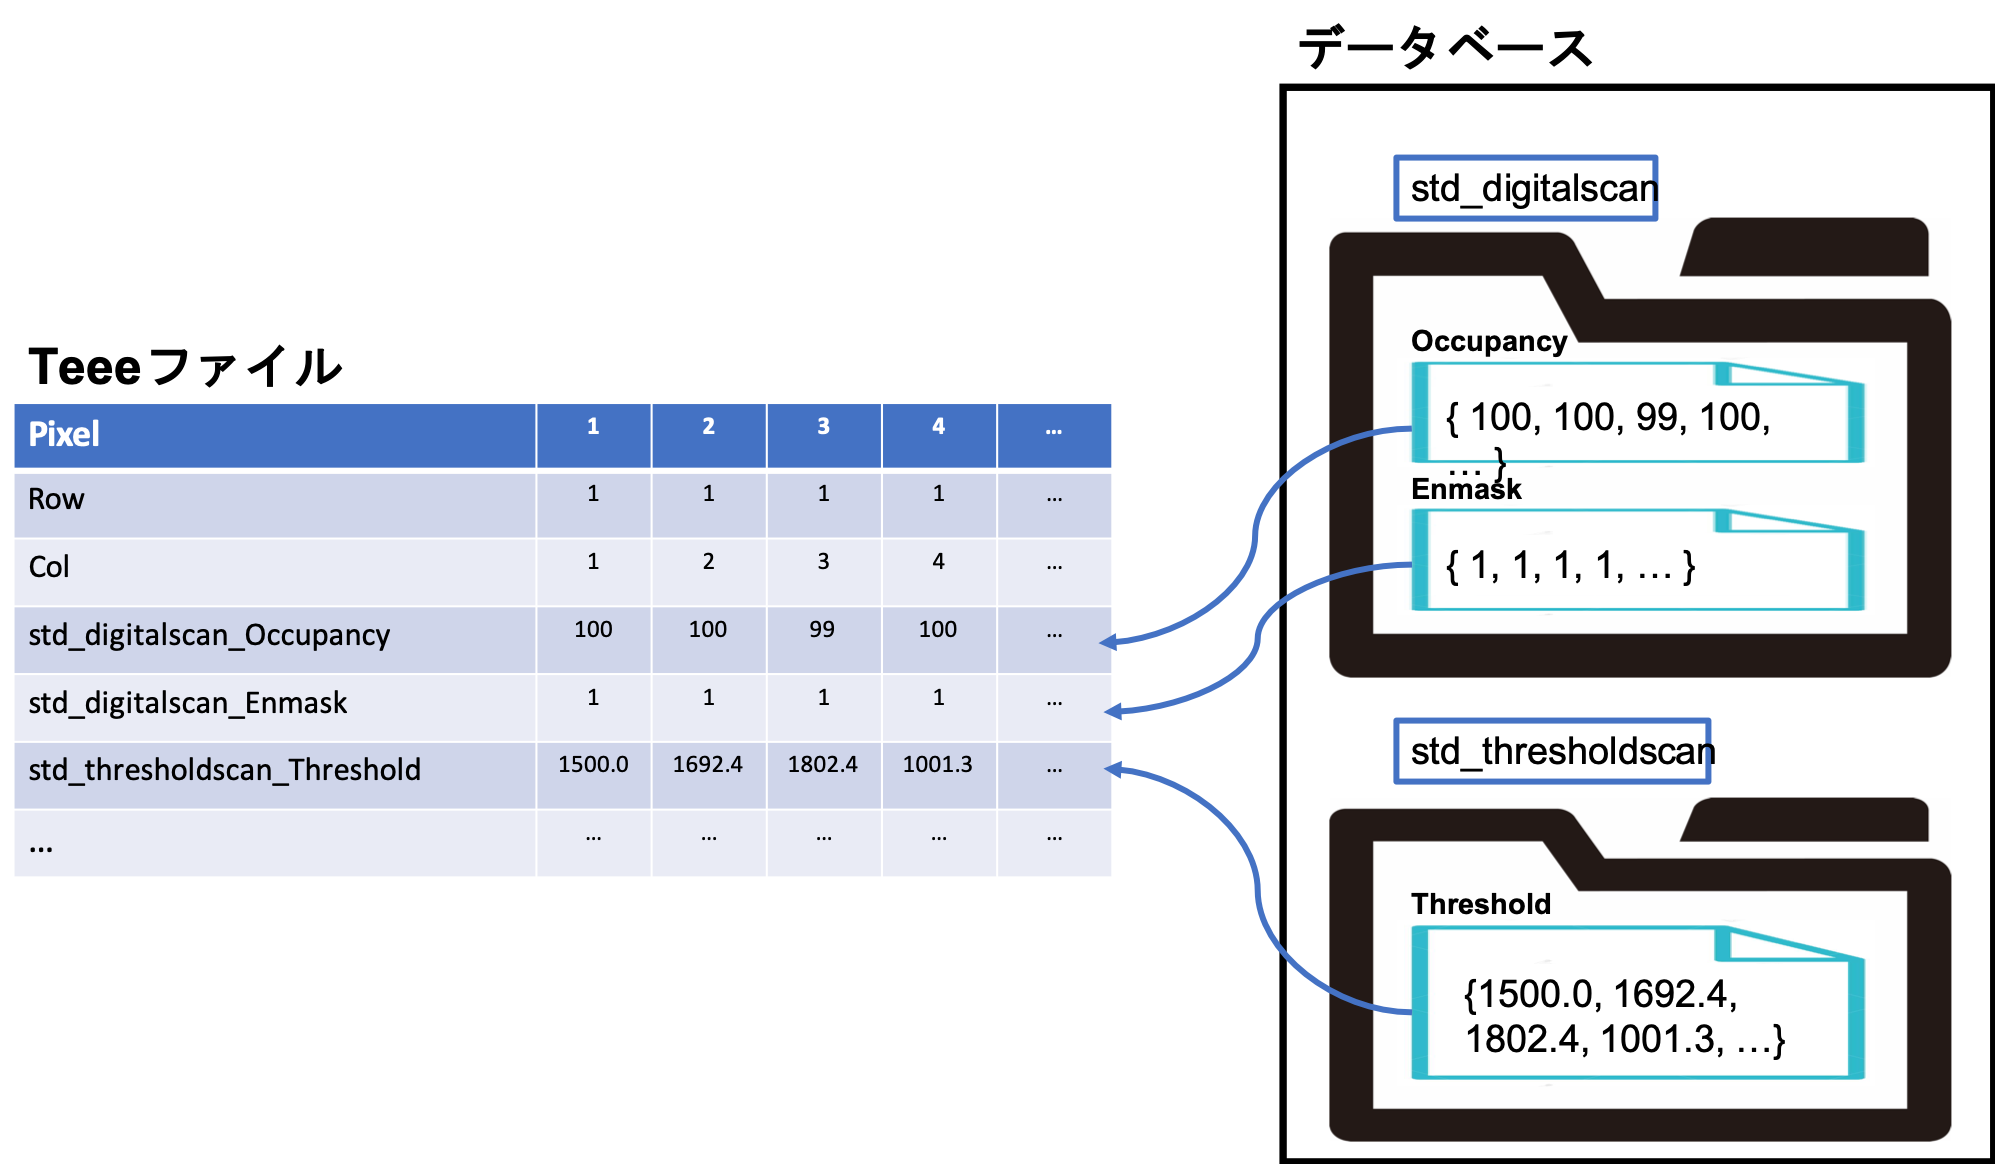 データベース
std_digitalscan
Occupancy
{ 100, 100, 99, 100,
… }
Enmask
{ 1, 1, 1, 1, … }
std_thresholdscan
Threshold
{1500.0, 1692.4,
1802.4, 1001.3, …}
Teeeファイル
Pixel 1 2 3 4 …
Row 1 1 1 1 …
Col 1 2 3 4 …
std_digitalscan_Occupancy 100 100 99 100 …
std_digitalscan_Enmask 1 1 1 1 …
std_thresholdscan_Threshold 1500.0 1692.4 1802.4 1001.3 …
… … … … … …